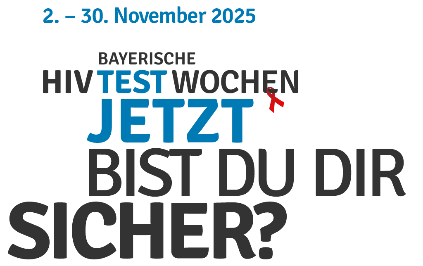 2. – 30. November 2025
BAYERISCHE
HIV TEST WOCHEN
JETZT
BIST DU DIR
SICHER?